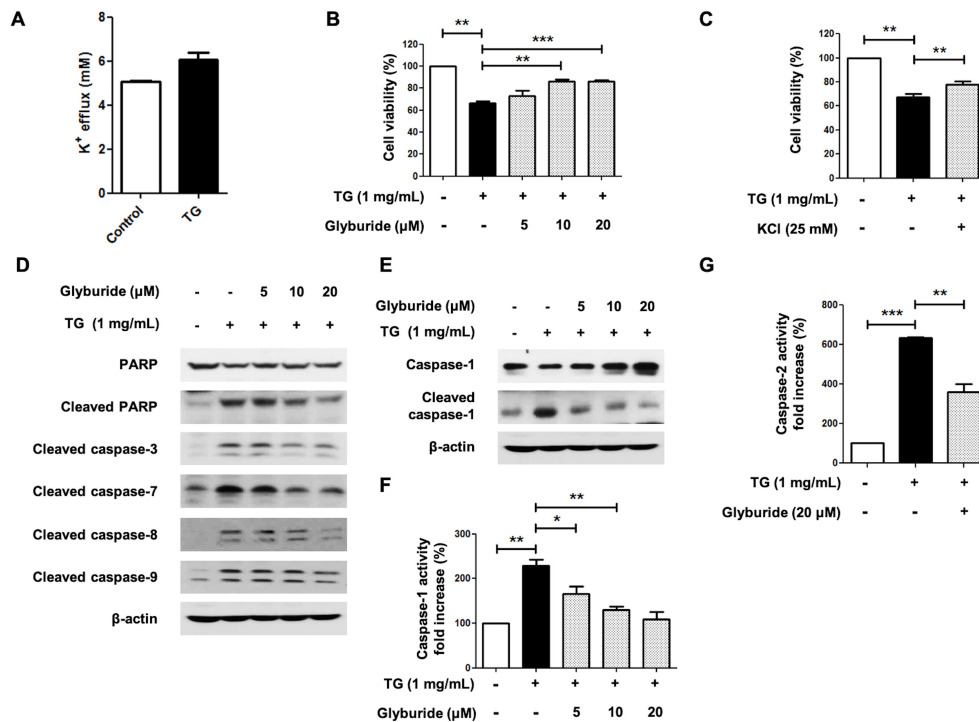 A
K⁺ efflux (mM)
8
6
4
2
0
Control
TG
B
Cell viability (%)
120
100
80
60
40
20
0
**
***
**
TG (1 mg/mL) - + + + +
Glyburide (μM) - - 5 10 20
C
Cell viability (%)
120
100
80
60
40
20
0
**
**
TG (1 mg/mL) - + +
KCl (25 mM) - - +
D
Glyburide (μM) - - 5 10 20
TG (1 mg/mL) - + + + +
PARP
Cleaved PARP
Cleaved caspase-3
Cleaved caspase-7
Cleaved caspase-8
Cleaved caspase-9
β-actin
E
Glyburide (μM) - - 5 10 20
TG (1 mg/mL) - + + + +
Caspase-1
Cleaved
caspase-1
β-actin
F
Caspase-1 activity
fold increase (%)
300
200
100
0
**
*
**
TG (1 mg/mL) - + + + +
Glyburide (μM) - - 5 10 20
G
Caspase-2 activity
fold increase (%)
800
600
400
200
0
***
**
TG (1 mg/mL) - + +
Glyburide (20 μM) - - +